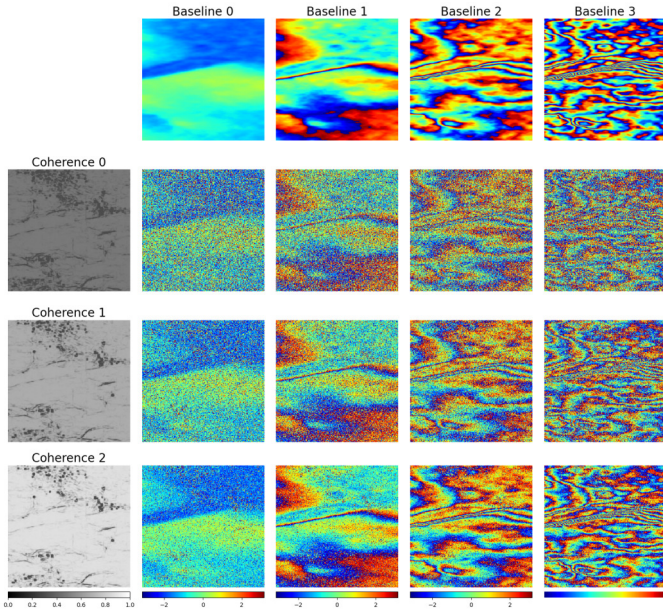 Baseline 0 Baseline 1 Baseline 2 Baseline 3
Coherence 0
Coherence 1
Coherence 2
0.0 0.2 0.4 0.6 0.8 1.0 −2 0 2 −2 0 2 −2 0 2